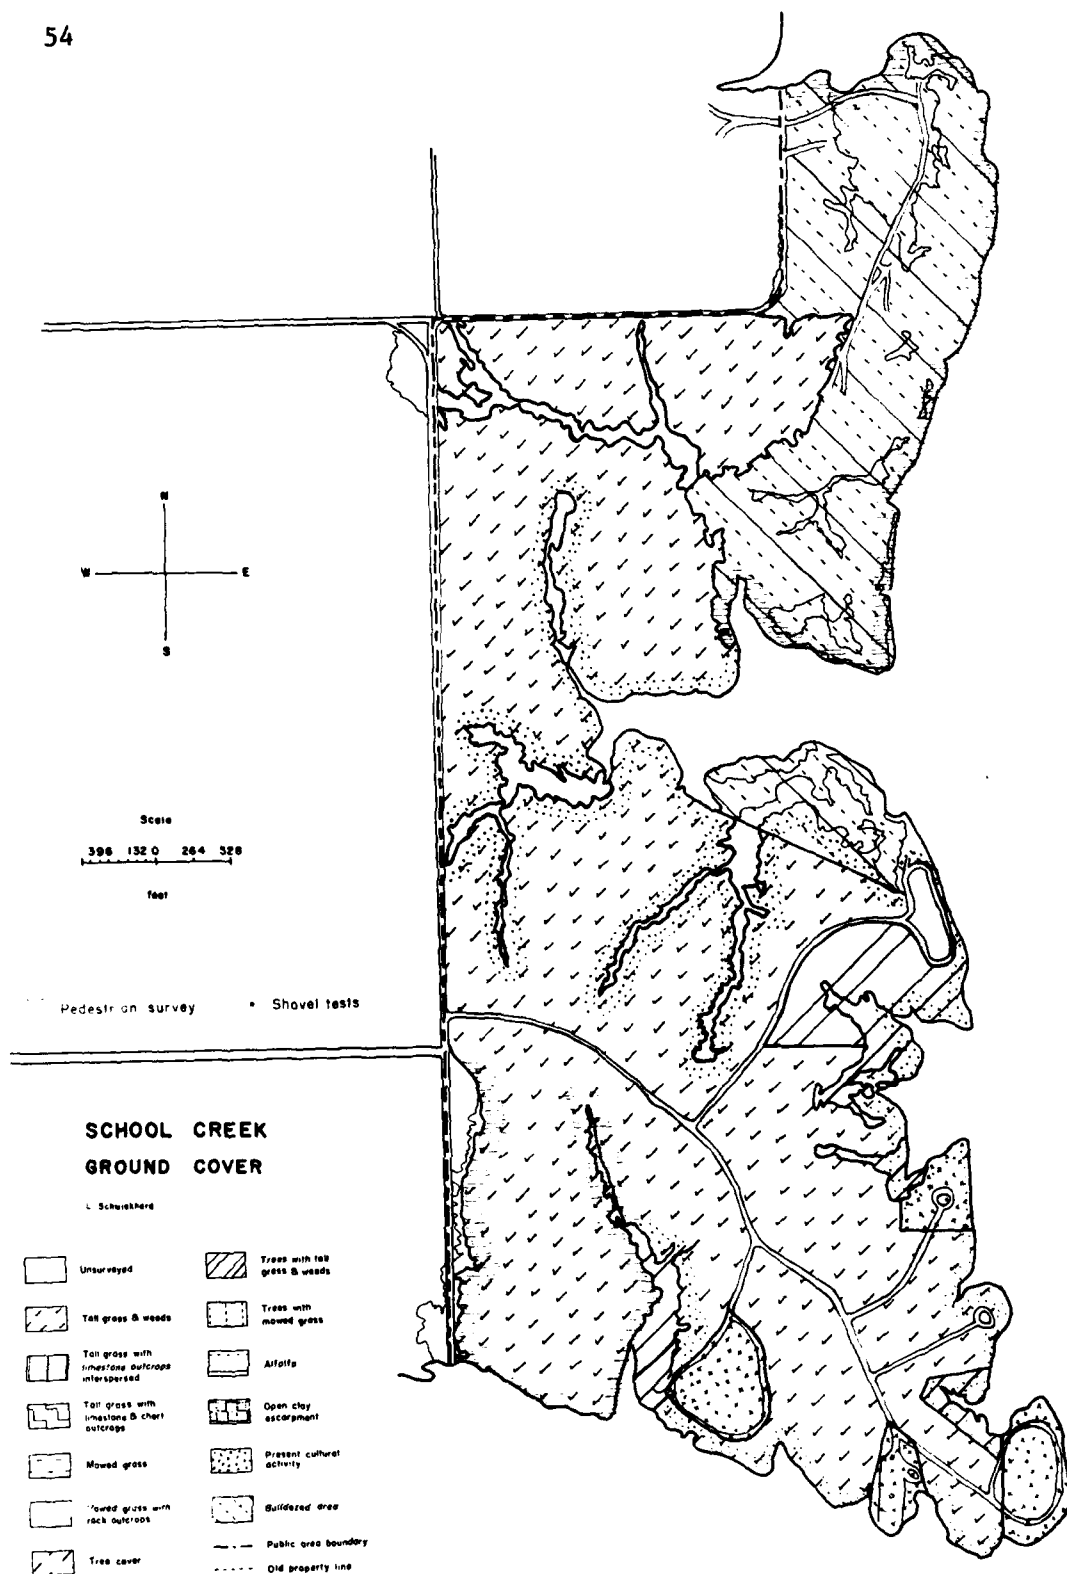 54
N
W E
S
Scale
396 132 0 264 528
feet
Pedestrian survey • Shovel tests
SCHOOL CREEK
GROUND COVER
Unsurveyed
Tall grass & weeds
Tall grass with
limestone outcrops
interspersed
Tall grass with
limestone & chert
outcrops
Mowed grass
Mowed grass with
rock outcrops
Tree cover
Trees with tall
grass & weeds
Trees with
mowed grass
Alfalfa
Open clay
escarpment
Present cultural
activity
Bulldozed area
Public area boundary
Old property line